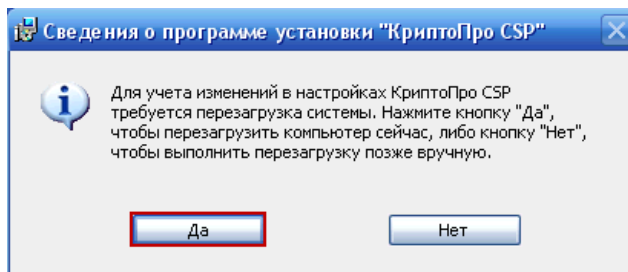 Сведения о программе установки "КриптоПро CSP"
Для учета изменений в настройках КриптоПро CSP
требуется перезагрузка системы. Нажмите кнопку "Да",
чтобы перезагрузить компьютер сейчас, либо кнопку "Нет",
чтобы выполнить перезагрузку позже вручную.
Да
Нет